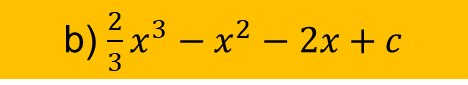 b) 2/3 x³ − x² − 2x + c